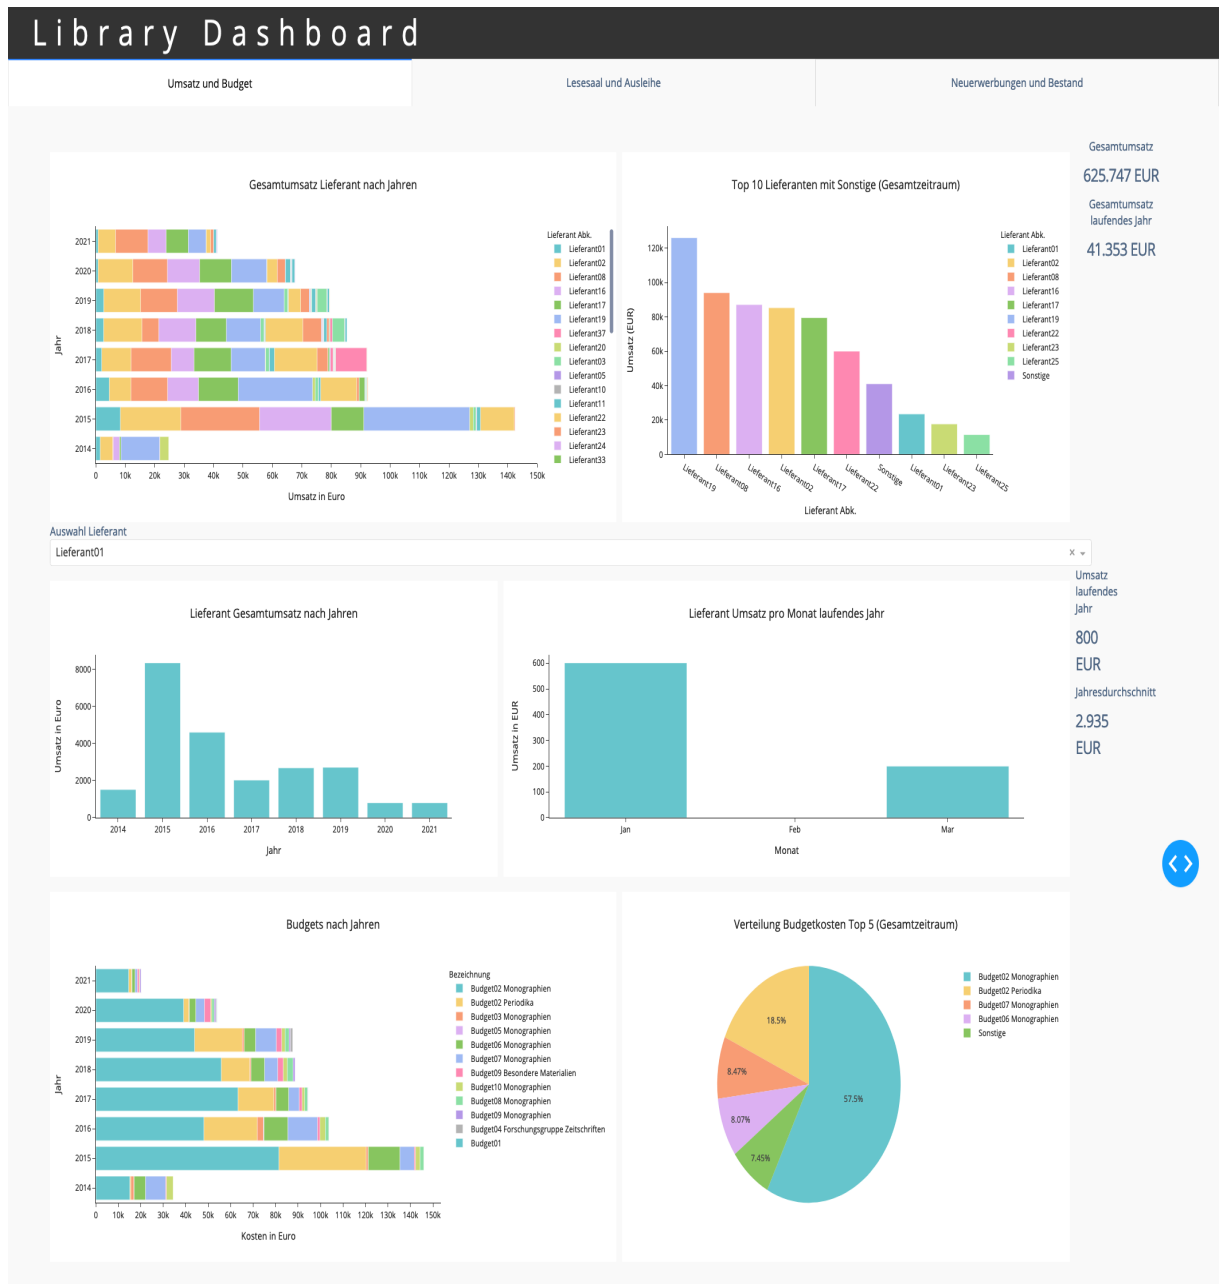 Library Dashboard
Umsatz und Budget
Lesesaal und Ausleihe
Neuerwerbungen und Bestand
Gesamtumsatz Lieferant nach Jahren
Jahr
2021
2020
2019
2018
2017
2016
2015
2014
0 10k 20k 30k 40k 50k 60k 70k 80k 90k 100k 110k 120k 130k 140k 150k
Umsatz in Euro
Lieferant Abk.
Lieferant01
Lieferant02
Lieferant08
Lieferant16
Lieferant17
Lieferant19
Lieferant37
Lieferant20
Lieferant03
Lieferant05
Lieferant10
Lieferant11
Lieferant22
Lieferant23
Lieferant24
Lieferant33
Top 10 Lieferanten mit Sonstige (Gesamtzeitraum)
Umsatz (EUR)
120k
100k
80k
60k
40k
20k
0
Lieferant19 Lieferant08 Lieferant16 Lieferant02 Lieferant17 Lieferant22 Sonstige Lieferant01 Lieferant23 Lieferant25
Lieferant Abk.
Lieferant Abk.
Lieferant01
Lieferant02
Lieferant08
Lieferant16
Lieferant17
Lieferant19
Lieferant22
Lieferant23
Lieferant25
Sonstige
Gesamtumsatz
625.747 EUR
Gesamtumsatz
laufendes Jahr
41.353 EUR
Auswahl Lieferant
Lieferant01
x
Lieferant Gesamtumsatz nach Jahren
Umsatz in Euro
8000
6000
4000
2000
0
2014 2015 2016 2017 2018 2019 2020 2021
Jahr
Lieferant Umsatz pro Monat laufendes Jahr
Umsatz in EUR
600
500
400
300
200
100
0
Jan Feb Mar
Monat
Umsatz
laufendes
Jahr
800
EUR
Jahresdurchschnitt
2.935
EUR
Budgets nach Jahren
Jahr
2021
2020
2019
2018
2017
2016
2015
2014
0 10k 20k 30k 40k 50k 60k 70k 80k 90k 100k 110k 120k 130k 140k 150k
Kosten in Euro
Bezeichnung
Budget02 Monographien
Budget02 Periodika
Budget03 Monographien
Budget05 Monographien
Budget06 Monographien
Budget07 Monographien
Budget09 Besondere Materialien
Budget10 Monographien
Budget08 Monographien
Budget09 Monographien
Budget04 Forschungsgruppe Zeitschriften
Budget01
Verteilung Budgetkosten Top 5 (Gesamtzeitraum)
18.5%
8.47%
8.07%
7.45%
57.5%
Budget02 Monographien
Budget02 Periodika
Budget07 Monographien
Budget06 Monographien
Sonstige